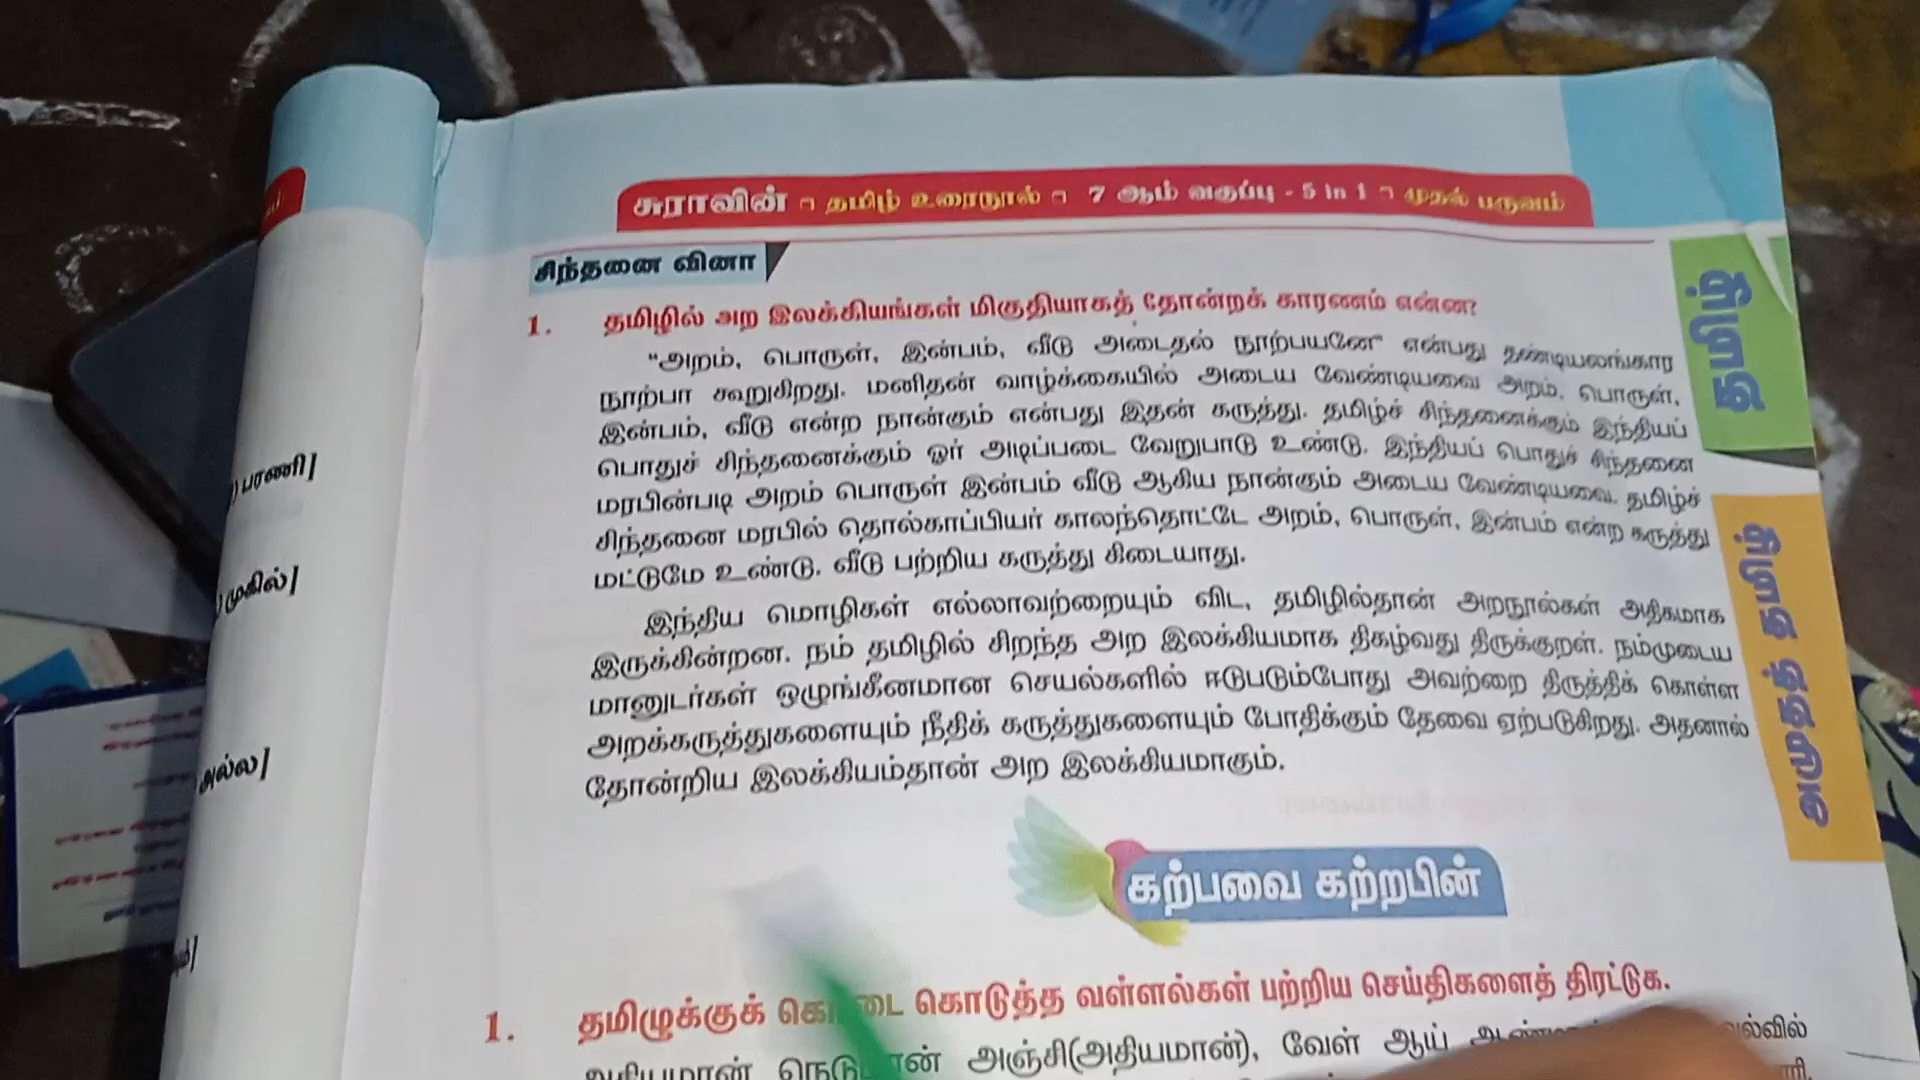 சுராவின் தமிழ் உரைநூல் 7 ஆம் வகுப்பு - 5 in 1 முதல் பருவம்
சிந்தனை வினா
1. தமிழில் அற இலக்கியங்கள் மிகுதியாகத் தோன்றக் காரணம் என்ன?
"அறம், பொருள், இன்பம், வீடு அடைதல் நூற்பயனே" என்பது தண்டியலங்கார
நூற்பா கூறுகிறது. மனிதன் வாழ்க்கையில் அடைய வேண்டியவை அறம், பொருள்,
இன்பம், வீடு என்ற நான்கும் என்பது இதன் கருத்து. தமிழ்ச் சிந்தனைக்கும் இந்தியப்
பொதுச் சிந்தனைக்கும் ஓர் அடிப்படை வேறுபாடு உண்டு. இந்தியப் பொதுச் சிந்தனை
மரபின்படி அறம் பொருள் இன்பம் வீடு ஆகிய நான்கும் அடைய வேண்டியவை. தமிழ்ச்
சிந்தனை மரபில் தொல்காப்பியர் காலந்தொட்டே அறம், பொருள், இன்பம் என்ற கருத்து
மட்டுமே உண்டு. வீடு பற்றிய கருத்து கிடையாது.
இந்திய மொழிகள் எல்லாவற்றையும் விட, தமிழில்தான் அறநூல்கள் அதிகமாக
இருக்கின்றன. நம் தமிழில் சிறந்த அற இலக்கியமாக திகழ்வது திருக்குறள். நம்முடைய
மானுடர்கள் ஒழுங்கீனமான செயல்களில் ஈடுபடும்போது அவற்றை திருத்திக் கொள்ள
அறக்கருத்துகளையும் நீதிக் கருத்துகளையும் போதிக்கும் தேவை ஏற்படுகிறது. அதனால்
தோன்றிய இலக்கியம்தான் அற இலக்கியமாகும்.
கற்பவை கற்றபின்
1. தமிழுக்குக் கொடை கொடுத்த வள்ளல்கள் பற்றிய செய்திகளைத் திரட்டுக.
அஞ்சி(அதியமான்), வேள் ஆய்
தமிழ்
அமுதத் தமிழ்
பரணி]
முகில்]
அல்ல]